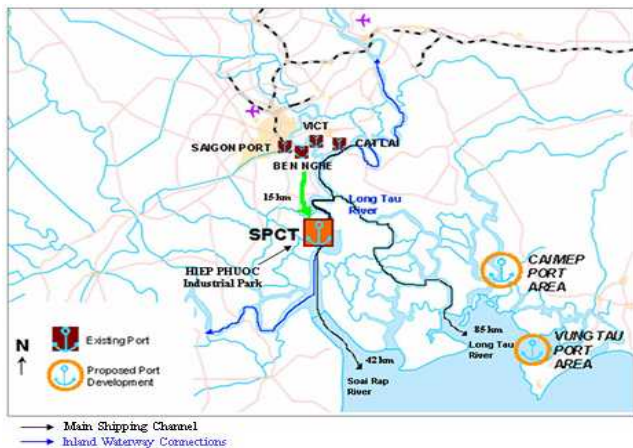 VICT
SAIGON PORT
CAT LAI
BEN NGHE
15 km
Long Tau
River
SPCT
HIEP PHUOC
Industrial Park
CAI MEP
PORT
AREA
Existing Port
N
Proposed Port
Development
85 km
Long Tau
River
VUNG TAU
PORT
AREA
42 km
Soai Rap
River
Main Shipping Channel
Inland Waterway Connections